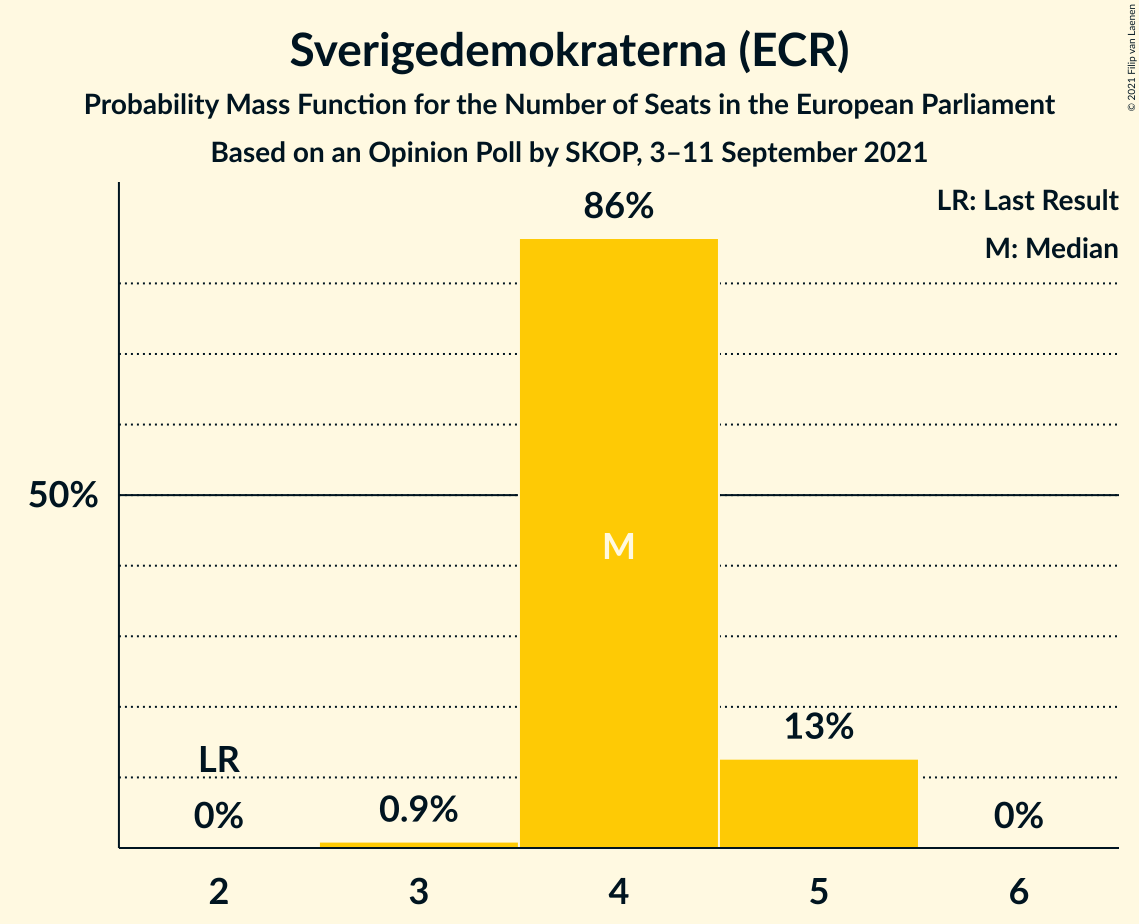 Sverigedemokraterna (ECR)
Probability Mass Function for the Number of Seats in the European Parliament
Based on an Opinion Poll by SKOP, 3–11 September 2021
© 2021 Filip van Laenen
LR: Last Result
M: Median
86%
50%
M
13%
LR
0%
0.9%
0%
2 3 4 5 6